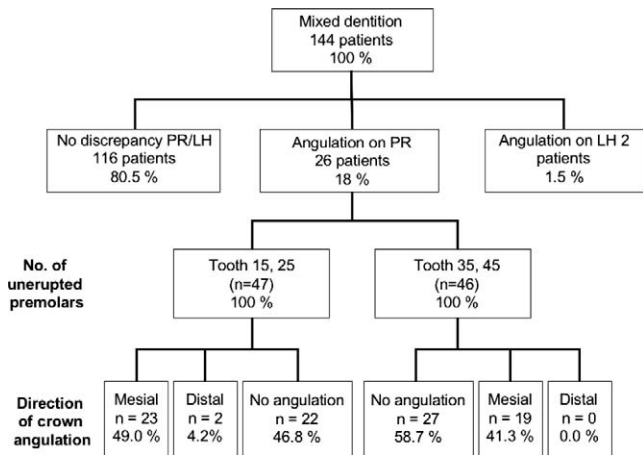 Mixed dentition
144 patients
100 %
No discrepancy PR/LH
116 patients
80.5 %
Angulation on PR
26 patients
18 %
Angulation on LH 2
patients
1.5 %
No. of
unerupted
premolars
Tooth 15, 25
(n=47)
100 %
Tooth 35, 45
(n=46)
100 %
Direction
of crown
angulation
Mesial
n = 23
49.0 %
Distal
n = 2
4.2%
No angulation
n = 22
46.8 %
No angulation
n = 27
58.7 %
Mesial
n = 19
41.3 %
Distal
n = 0
0.0 %